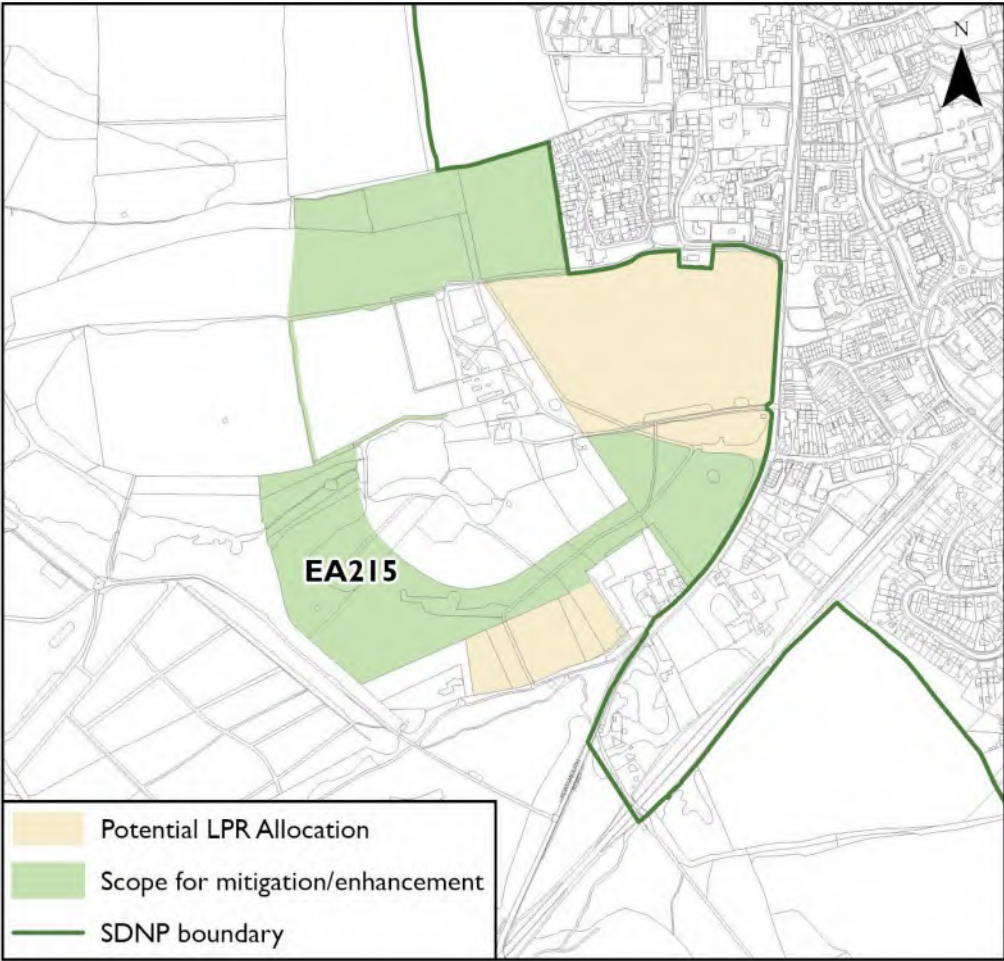 N
EA215
Potential LPR Allocation
Scope for mitigation/enhancement
SDNP boundary